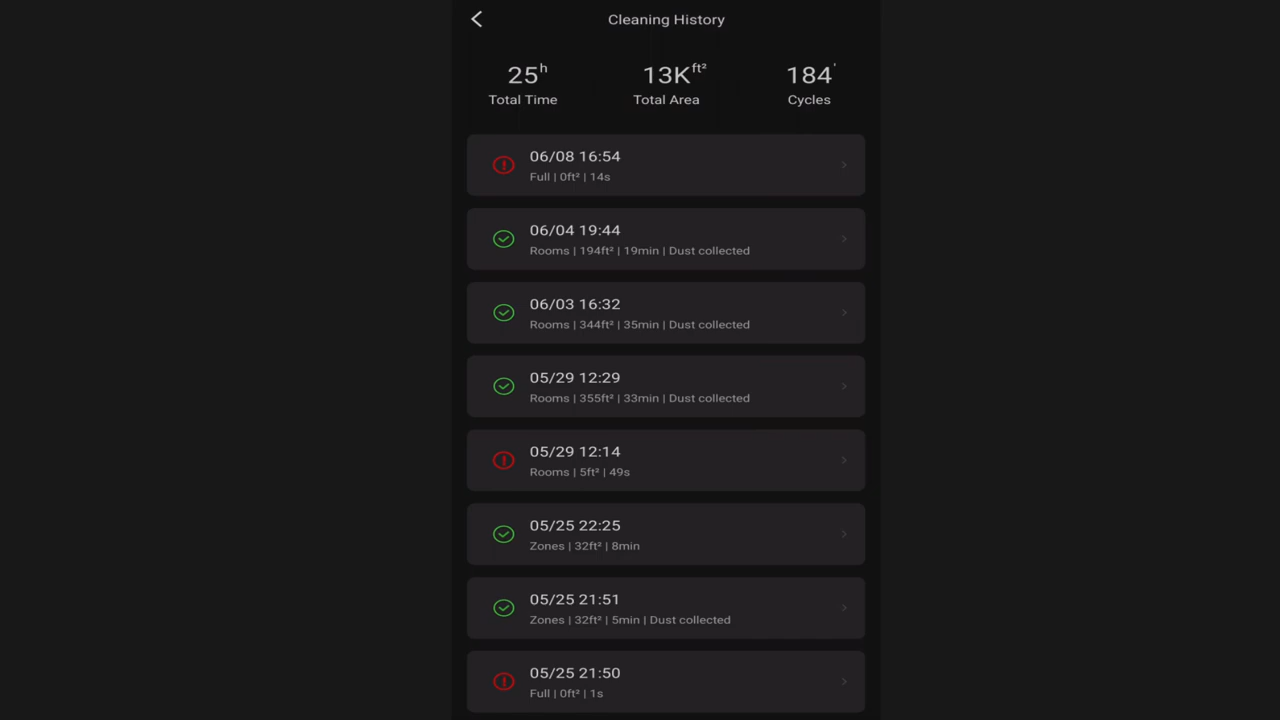 Cleaning History
25h 13Kft² 184'
Total Time Total Area Cycles
06/08 16:54
Full | 0ft² | 14s
06/04 19:44
Rooms | 194ft² | 19min | Dust collected
06/03 16:32
Rooms | 344ft² | 35min | Dust collected
05/29 12:29
Rooms | 355ft² | 33min | Dust collected
05/29 12:14
Rooms | 5ft² | 49s
05/25 22:25
Zones | 32ft² | 8min
05/25 21:51
Zones | 32ft² | 5min | Dust collected
05/25 21:50
Full | 0ft² | 1s